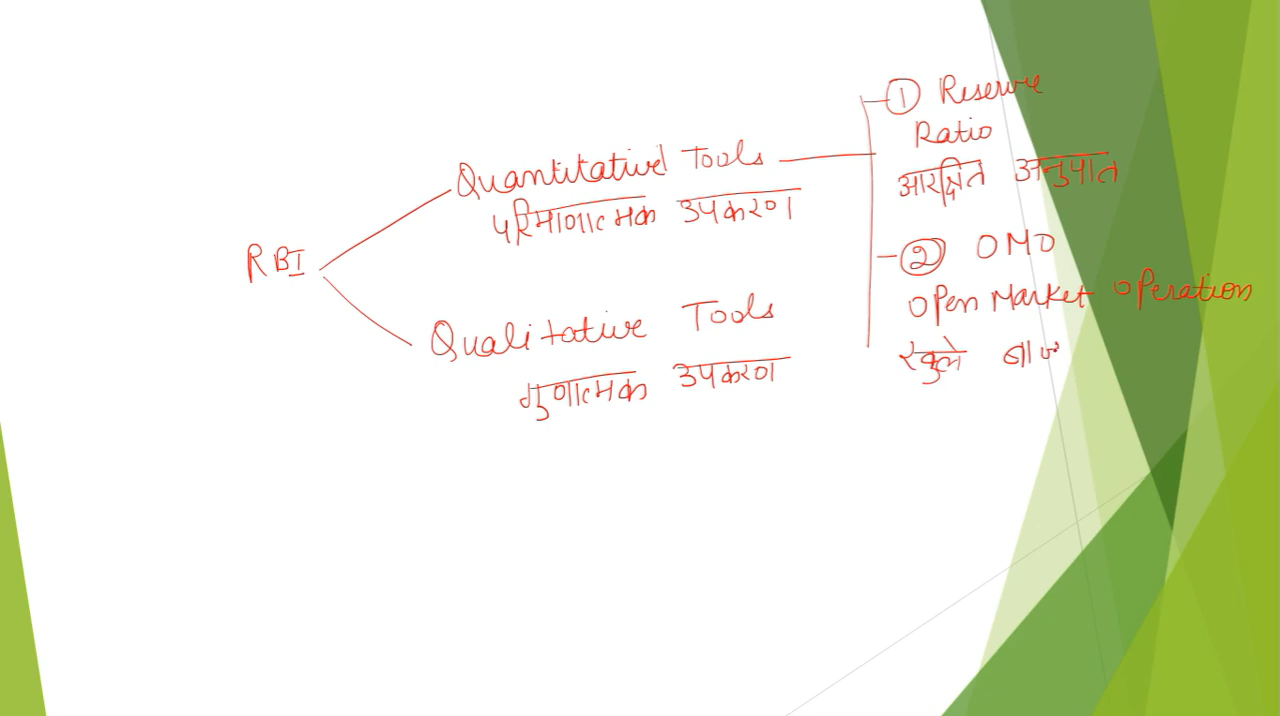 RBI
Quantitative Tools
परिमाणात्मक उपकरण
Qualitative Tools
गुणात्मक उपकरण
① Reserve
Ratio
आरक्षित अनुपात
② OMO
Open Market Operation
खुले बाज